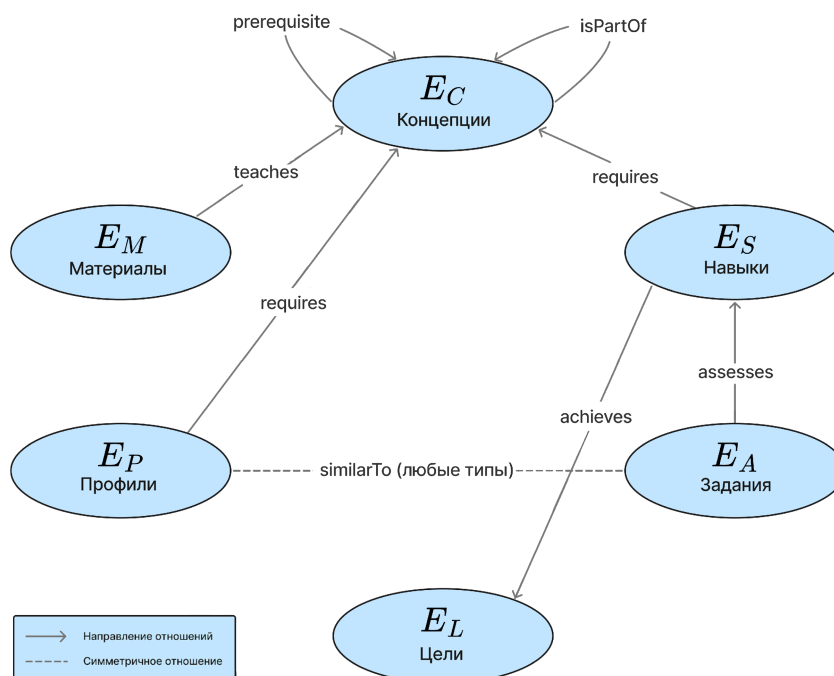 prerequisite
isPartOf
E_C
Концепции
teaches
requires
E_M
Материалы
E_S
Навыки
requires
assesses
achieves
E_P
Профили
similarTo (любые типы)
E_A
Задания
E_L
Цели
Направление отношений
Симметричное отношение